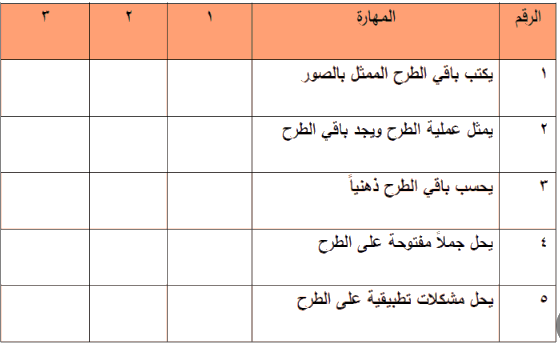 الرقم المهارة ١ ٢ ٣
١ يكتب باقي الطرح الممثل بالصور
٢ يمثل عملية الطرح ويجد باقي الطرح
٣ يحسب باقي الطرح ذهنياً
٤ يحل جملاً مفتوحة على الطرح
٥ يحل مشكلات تطبيقية على الطرح